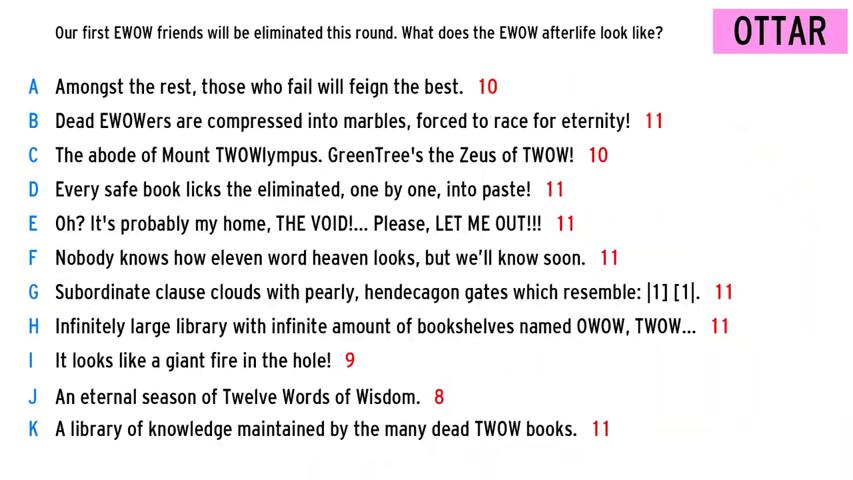 Our first EWOW friends will be eliminated this round. What does the EWOW afterlife look like?
OTTAR
A Amongst the rest, those who fail will feign the best. 10
B Dead EWOWers are compressed into marbles, forced to race for eternity! 11
C The abode of Mount TWOWlympus. GreenTree's the Zeus of TWOW! 10
D Every safe book licks the eliminated, one by one, into paste! 11
E Oh? It's probably my home, THE VOID!... Please, LET ME OUT!!! 11
F Nobody knows how eleven word heaven looks, but we’ll know soon. 11
G Subordinate clause clouds with pearly, hendecagon gates which resemble: |1] [1|. 11
H Infinitely large library with infinite amount of bookshelves named OWOW, TWOW... 11
I It looks like a giant fire in the hole! 9
J An eternal season of Twelve Words of Wisdom. 8
K A library of knowledge maintained by the many dead TWOW books. 11